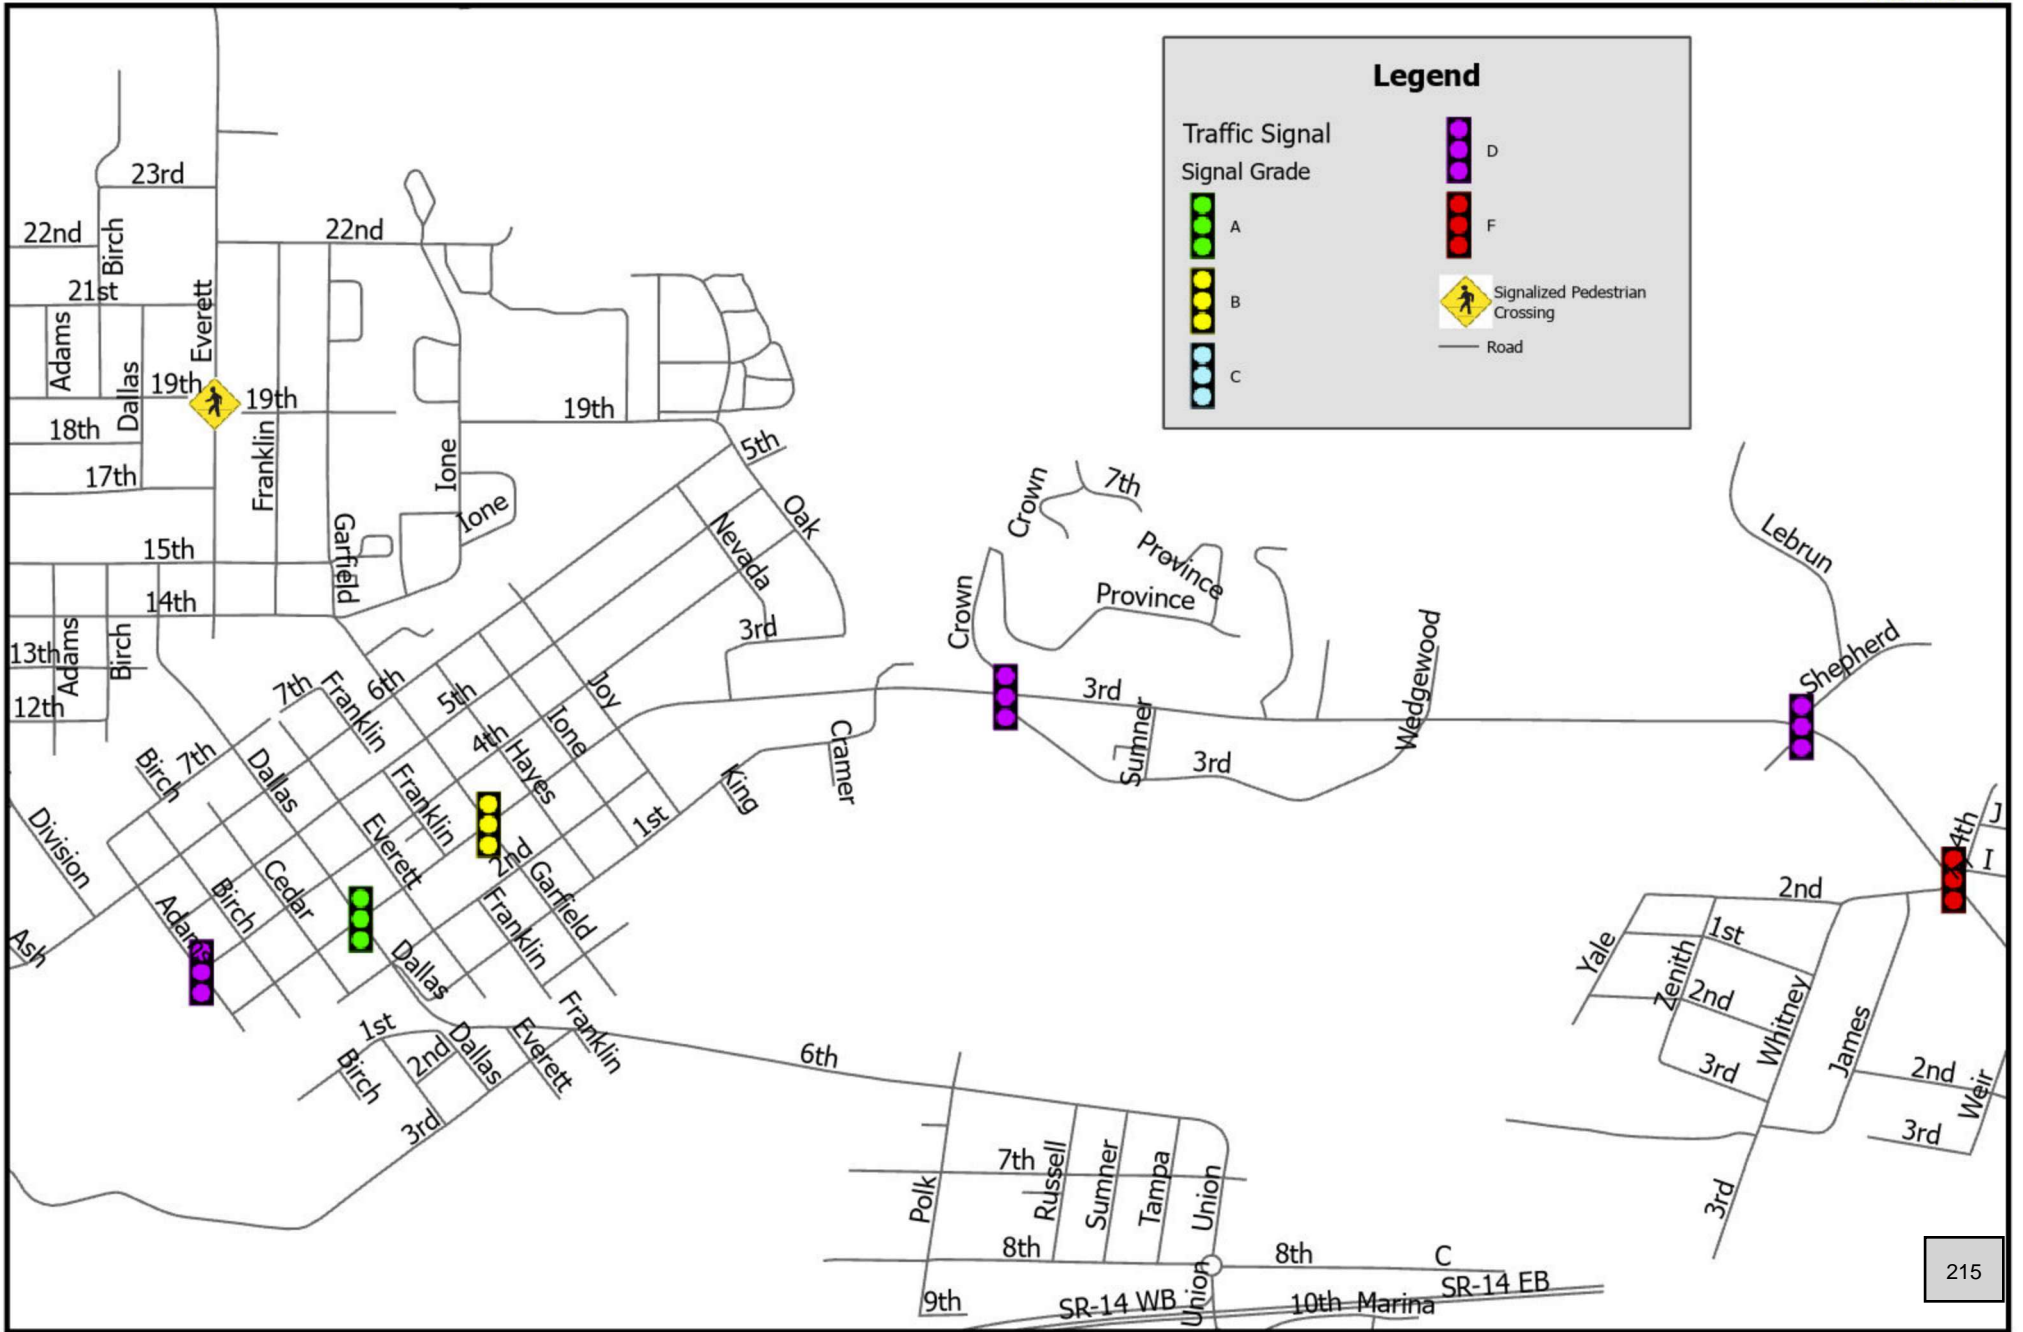 Legend
Traffic Signal
Signal Grade
A
B
C
D
F
Signalized Pedestrian
Crossing
Road
23rd
22nd
Birch
22nd
21st
Everett
Adams
Dallas
19th
19th
19th
18th
Franklin
Ione
17th
5th
Ione
Oak
Nevada
Garfield
15th
14th
Crown
7th
Province
Province
Crown
Lebrun
Shepherd
13th
Adams
Birch
12th
3rd
7th
Franklin
6th
5th
Joy
3rd
Sumner
3rd
Wedgewood
Birch
7th
Dallas
4th
Hayes
Ione
King
Cramer
1st
Division
Franklin
Everett
2nd
Garfield
Franklin
Cedar
Birch
Adams
Ash
Dallas
4th
J
I
2nd
1st
Yale
Zenith
2nd
Whitney
James
3rd
2nd
Weir
3rd
3rd
1st
2nd
Dallas
Everett
Franklin
Birch
3rd
6th
7th
Polk
Russell
Sumner
Tampa
Union
8th
8th
C
9th
SR-14 WB
Union
10th
Marina
SR-14 EB
215